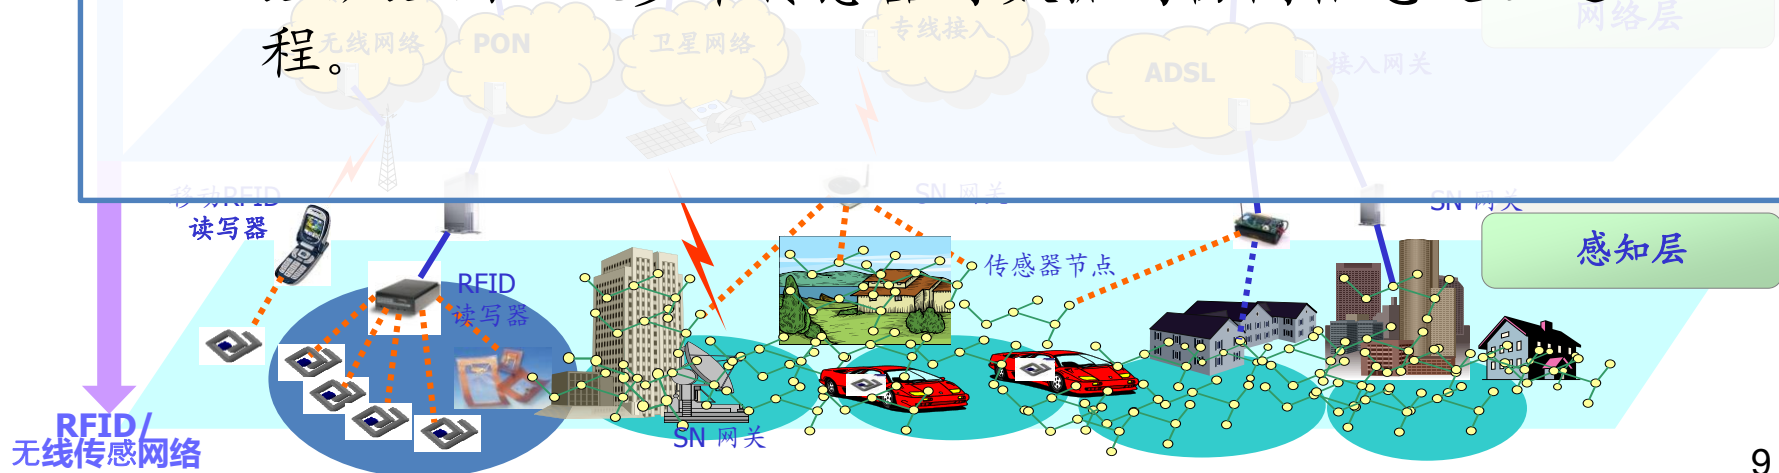 程。
网络层
无线网络
PON
卫星网络
专线接入
ADSL
接入网关
移动RFID
读写器
SN 网关
SN 网关
感知层
RFID
读写器
传感器节点
RFID/
无线传感网络
SN 网关
9